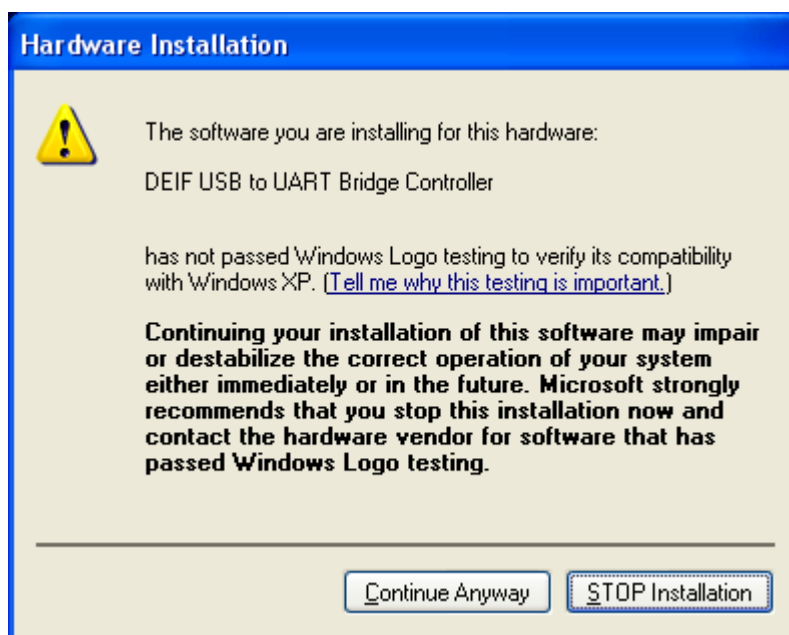 Hardware Installation
The software you are installing for this hardware:
DEIF USB to UART Bridge Controller
has not passed Windows Logo testing to verify its compatibility
with Windows XP. (Tell me why this testing is important.)
Continuing your installation of this software may impair
or destabilize the correct operation of your system
either immediately or in the future. Microsoft strongly
recommends that you stop this installation now and
contact the hardware vendor for software that has
passed Windows Logo testing.
Continue Anyway
STOP Installation